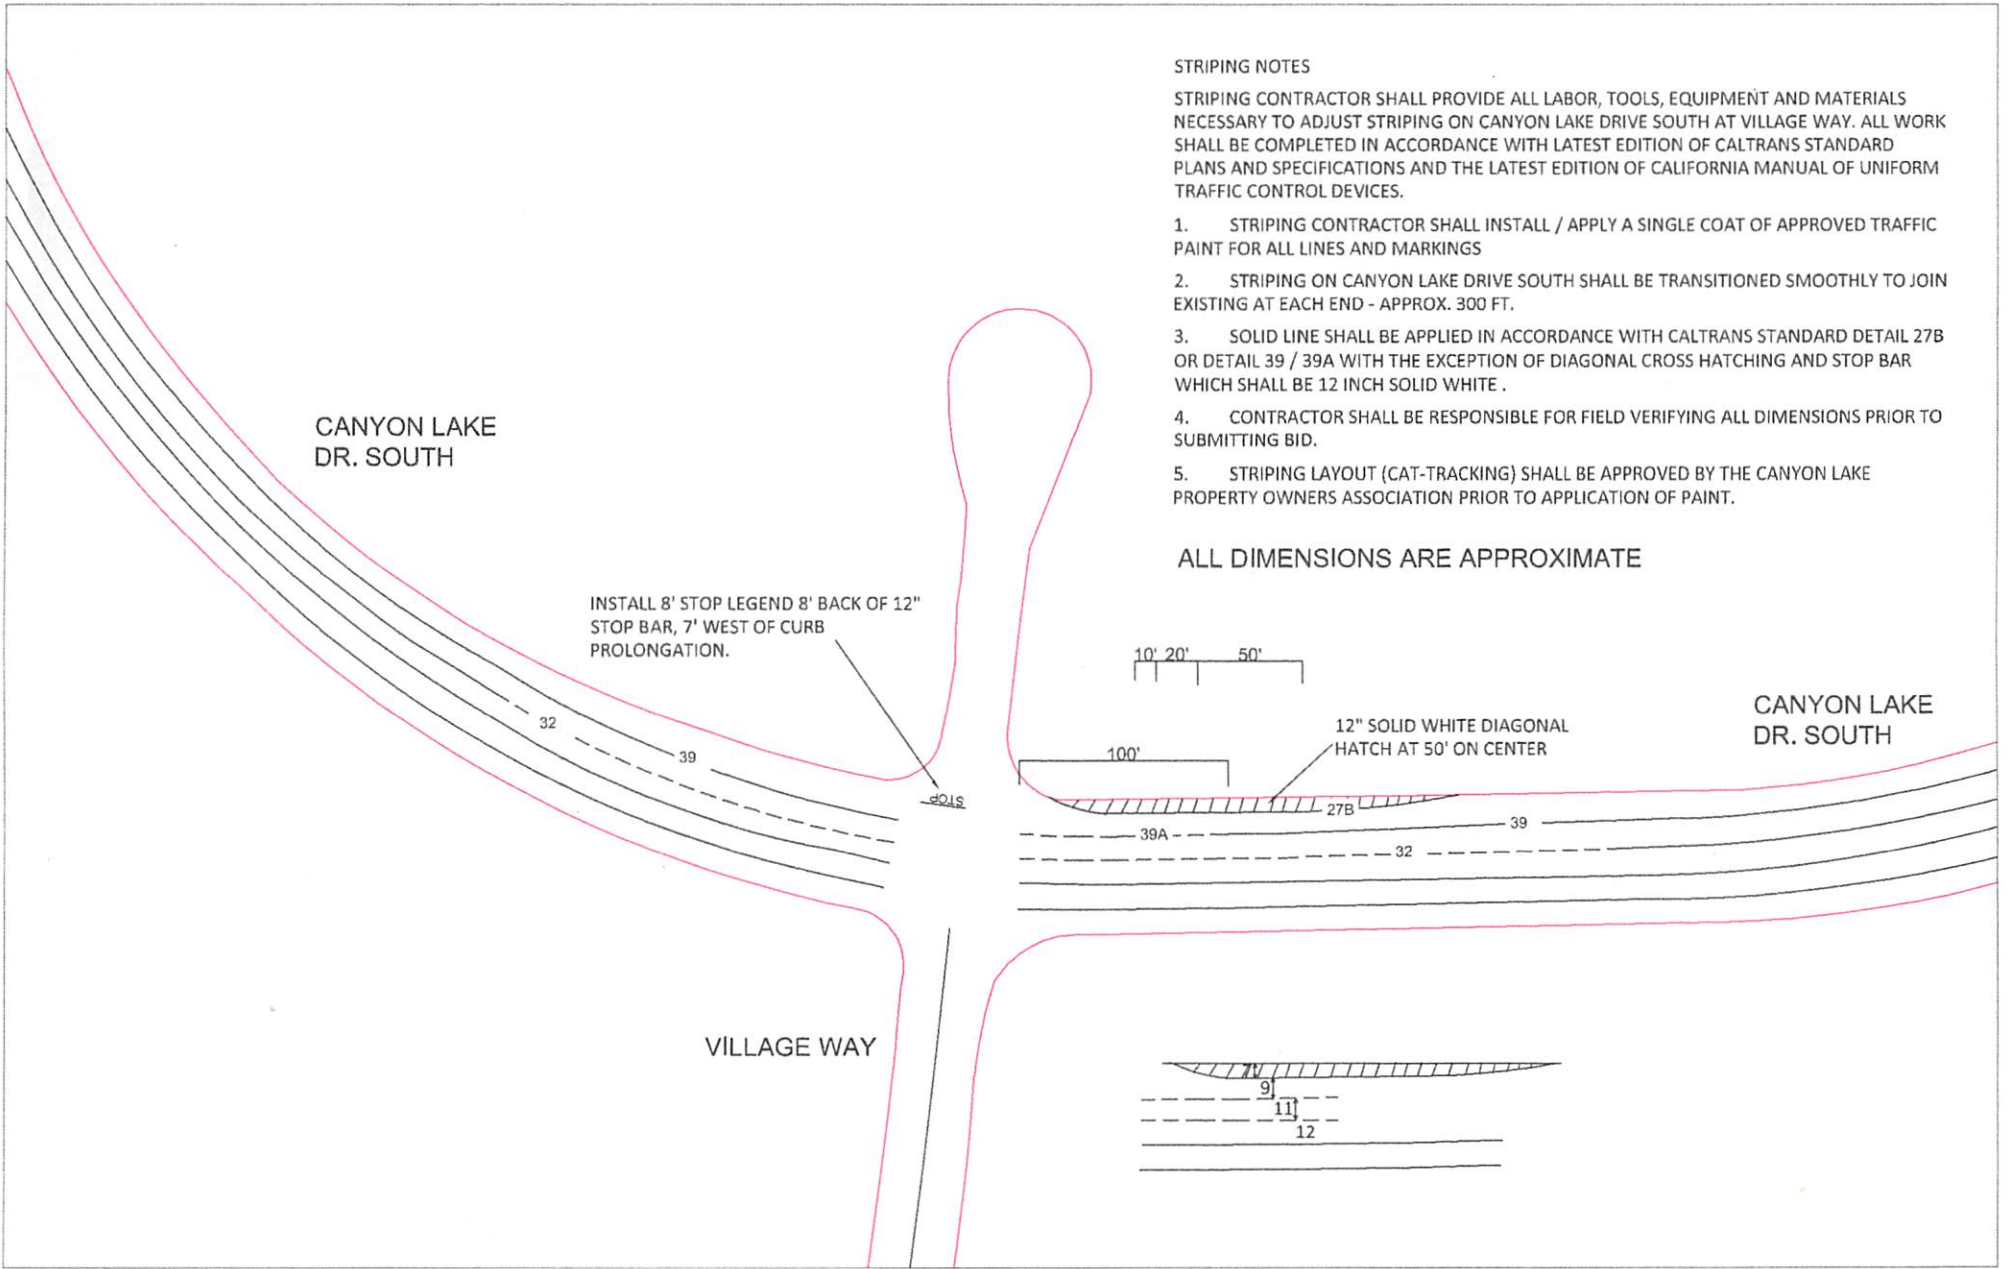 STRIPING NOTES
STRIPING CONTRACTOR SHALL PROVIDE ALL LABOR, TOOLS, EQUIPMENT AND MATERIALS
NECESSARY TO ADJUST STRIPING ON CANYON LAKE DRIVE SOUTH AT VILLAGE WAY. ALL WORK
SHALL BE COMPLETED IN ACCORDANCE WITH LATEST EDITION OF CALTRANS STANDARD
PLANS AND SPECIFICATIONS AND THE LATEST EDITION OF CALIFORNIA MANUAL OF UNIFORM
TRAFFIC CONTROL DEVICES.
1. STRIPING CONTRACTOR SHALL INSTALL / APPLY A SINGLE COAT OF APPROVED TRAFFIC
PAINT FOR ALL LINES AND MARKINGS
2. STRIPING ON CANYON LAKE DRIVE SOUTH SHALL BE TRANSITIONED SMOOTHLY TO JOIN
EXISTING AT EACH END - APPROX. 300 FT.
3. SOLID LINE SHALL BE APPLIED IN ACCORDANCE WITH CALTRANS STANDARD DETAIL 27B
OR DETAIL 39 / 39A WITH THE EXCEPTION OF DIAGONAL CROSS HATCHING AND STOP BAR
WHICH SHALL BE 12 INCH SOLID WHITE .
4. CONTRACTOR SHALL BE RESPONSIBLE FOR FIELD VERIFYING ALL DIMENSIONS PRIOR TO
SUBMITTING BID.
5. STRIPING LAYOUT (CAT-TRACKING) SHALL BE APPROVED BY THE CANYON LAKE
PROPERTY OWNERS ASSOCIATION PRIOR TO APPLICATION OF PAINT.
ALL DIMENSIONS ARE APPROXIMATE
CANYON LAKE
DR. SOUTH
INSTALL 8' STOP LEGEND 8' BACK OF 12"
STOP BAR, 7' WEST OF CURB
PROLONGATION.
10' 20' 50'
CANYON LAKE
DR. SOUTH
12" SOLID WHITE DIAGONAL
HATCH AT 50' ON CENTER
32
39
100'
STOP
27B
39A
39
32
VILLAGE WAY
7
9
11
12